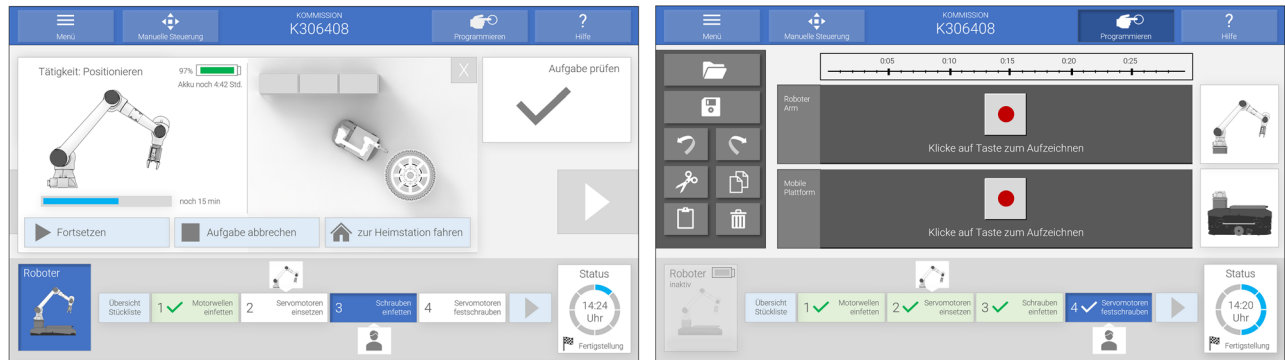 Menü
Manuelle Steuerung
KOMMISSION
K306408
Programmieren
?
Hilfe
Tätigkeit: Positionieren
97%
Akku noch 4:42 Std.
X
Aufgabe prüfen
noch 15 min
Fortsetzen
Aufgabe abbrechen
zur Heimstation fahren
Roboter
Übersicht
Stückliste
1 Motorwellen
einfetten
2 Servomotoren
einsetzen
3 Schrauben
einfetten
4 Servomotoren
festschrauben
Status
14:24
Uhr
Fertigstellung
Menü
Manuelle Steuerung
KOMMISSION
K306408
Programmieren
?
Hilfe
0:05 0:10 0:15 0:20 0:25
Roboter
Arm
Klicke auf Taste zum Aufzeichnen
Mobile
Plattform
Klicke auf Taste zum Aufzeichnen
Roboter
inaktiv
Übersicht
Stückliste
1 Motorwellen
einfetten
2 Servomotoren
einsetzen
3 Schrauben
einfetten
4 Servomotoren
festschrauben
Status
14:20
Uhr
Fertigstellung